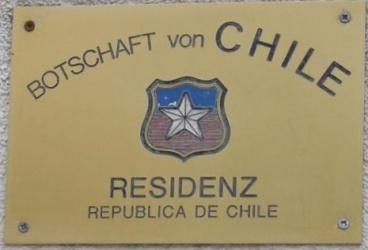 BOTSCHAFT von CHILE
RESIDENZ
REPUBLICA DE CHILE